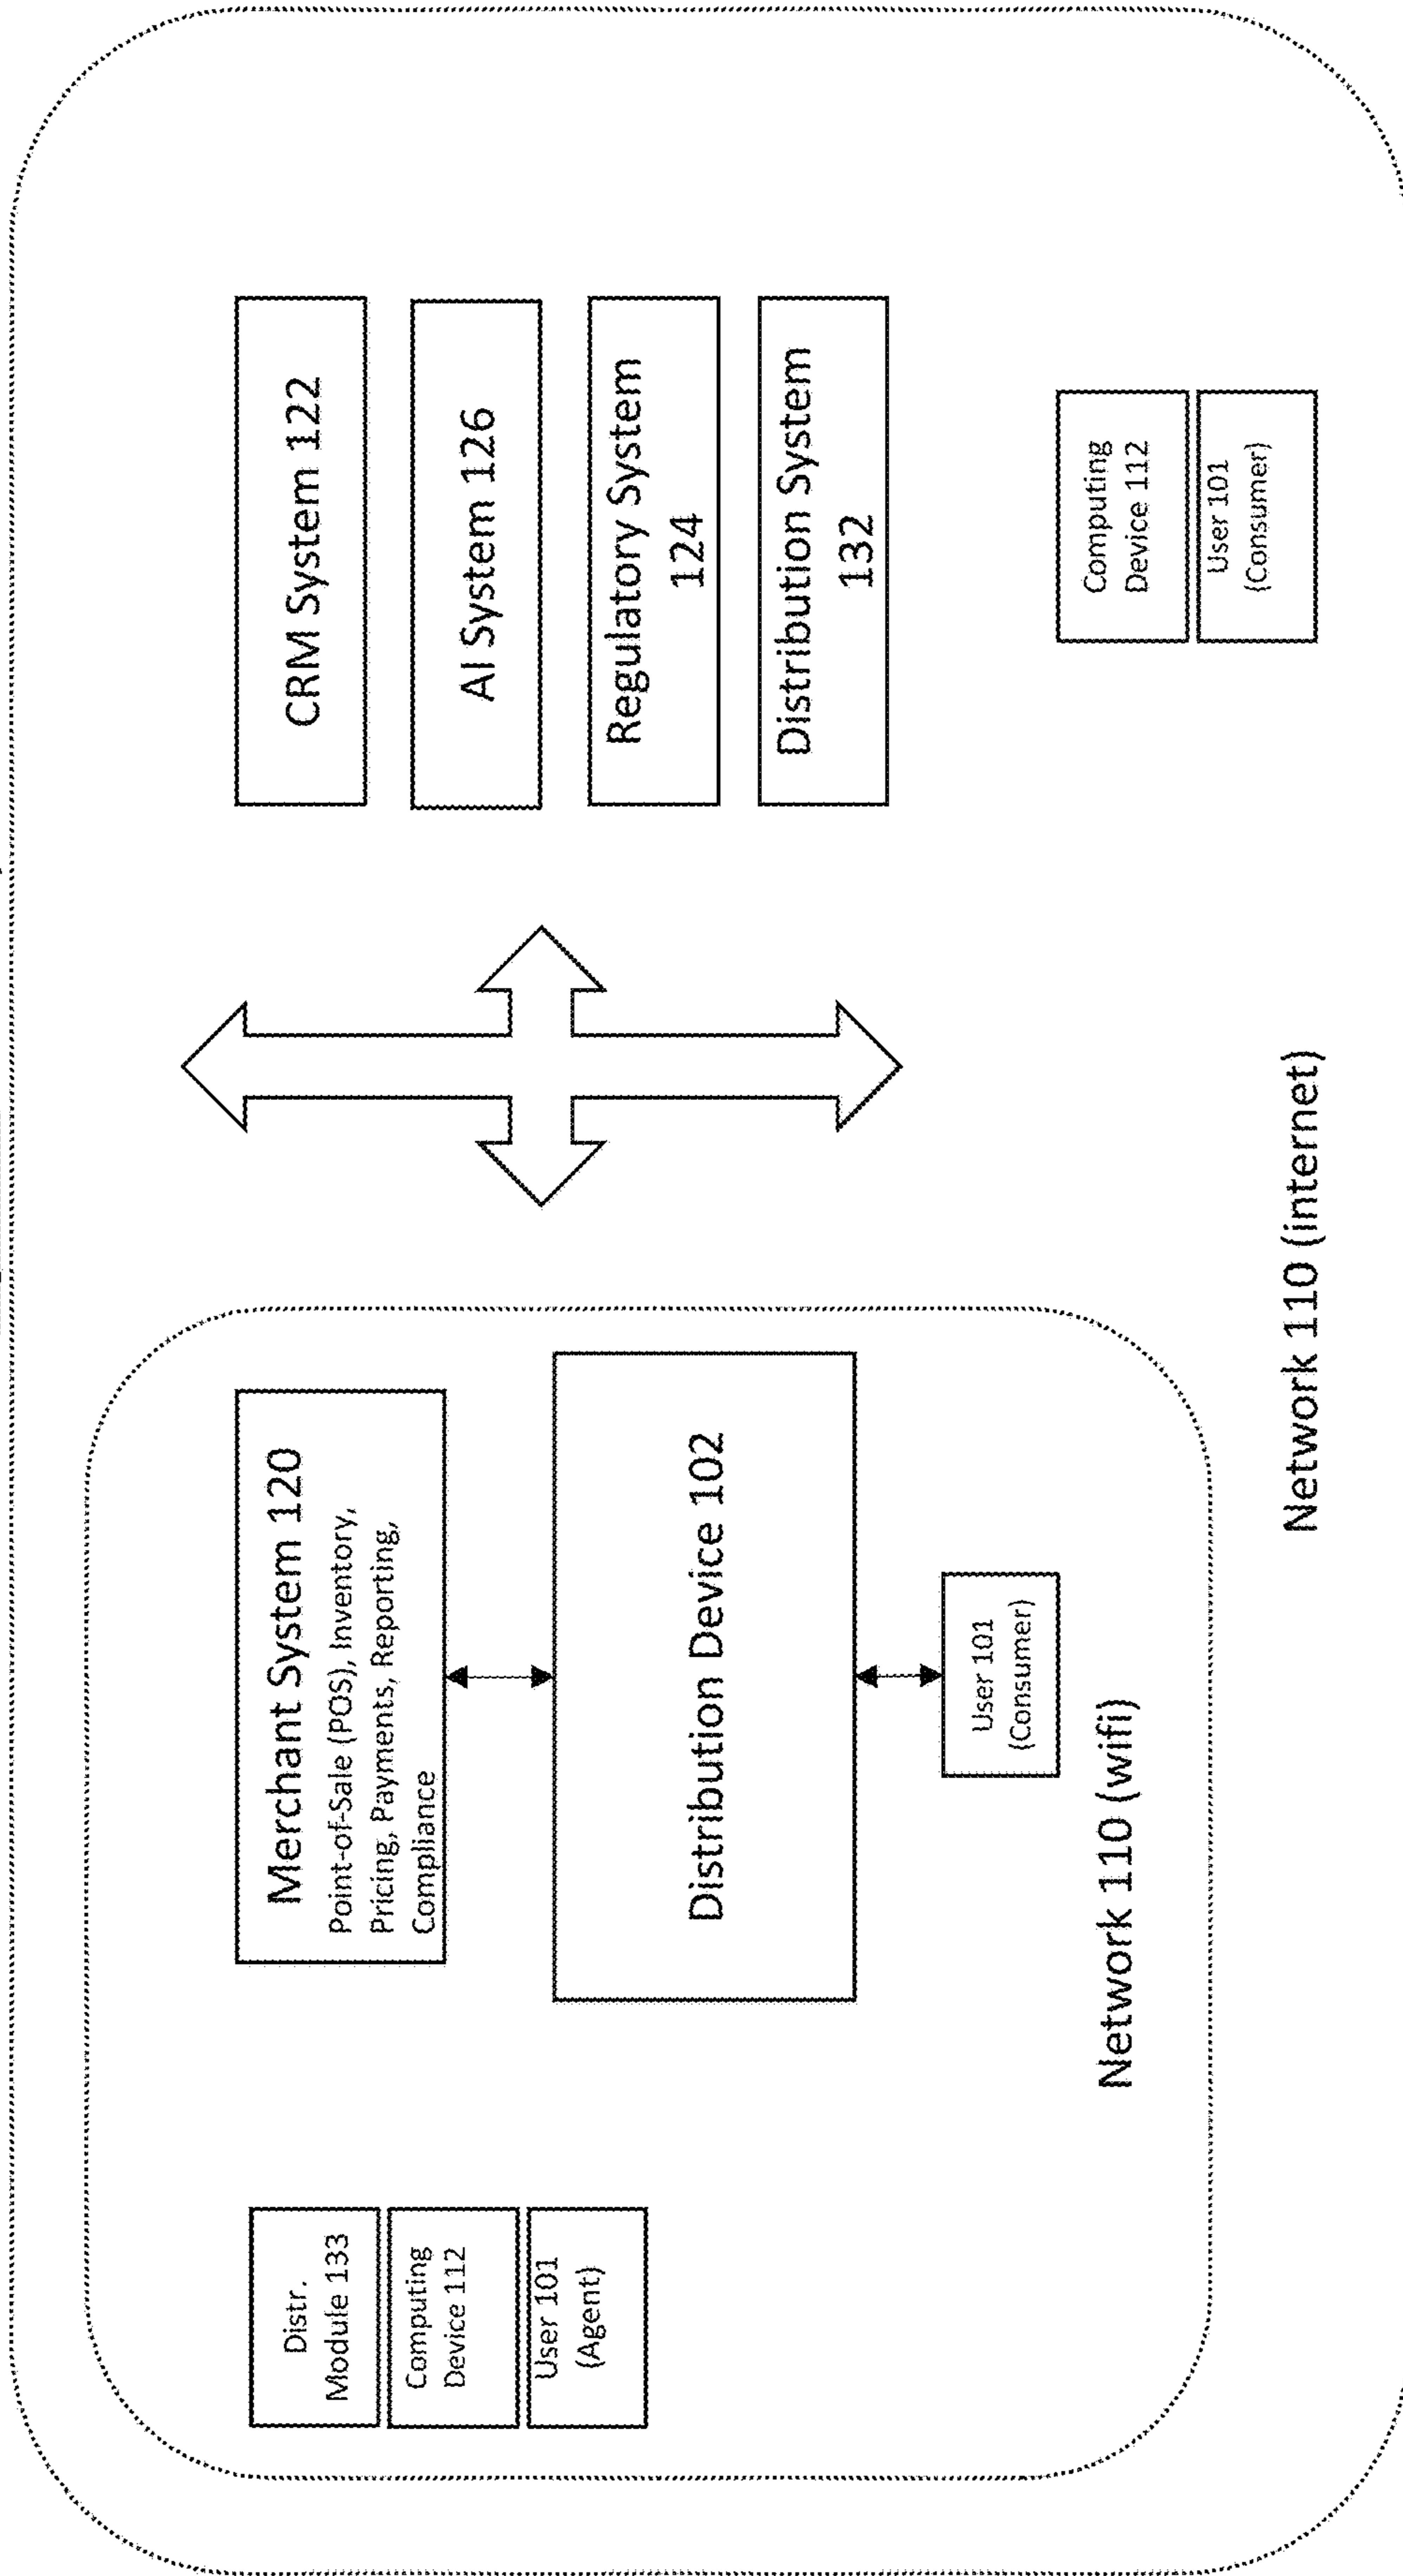 Distr.
Module 133
Computing
Device 112
User 101
(Agent)
Merchant System 120
Point-of-Sale (POS), Inventory,
Pricing, Payments, Reporting,
Compliance
Distribution Device 102
User 101
(Consumer)
Network 110 (wifi)
CRM System 122
AI System 126
Regulatory System
124
Distribution System
132
Computing
Device 112
User 101
(Consumer)
Network 110 (internet)